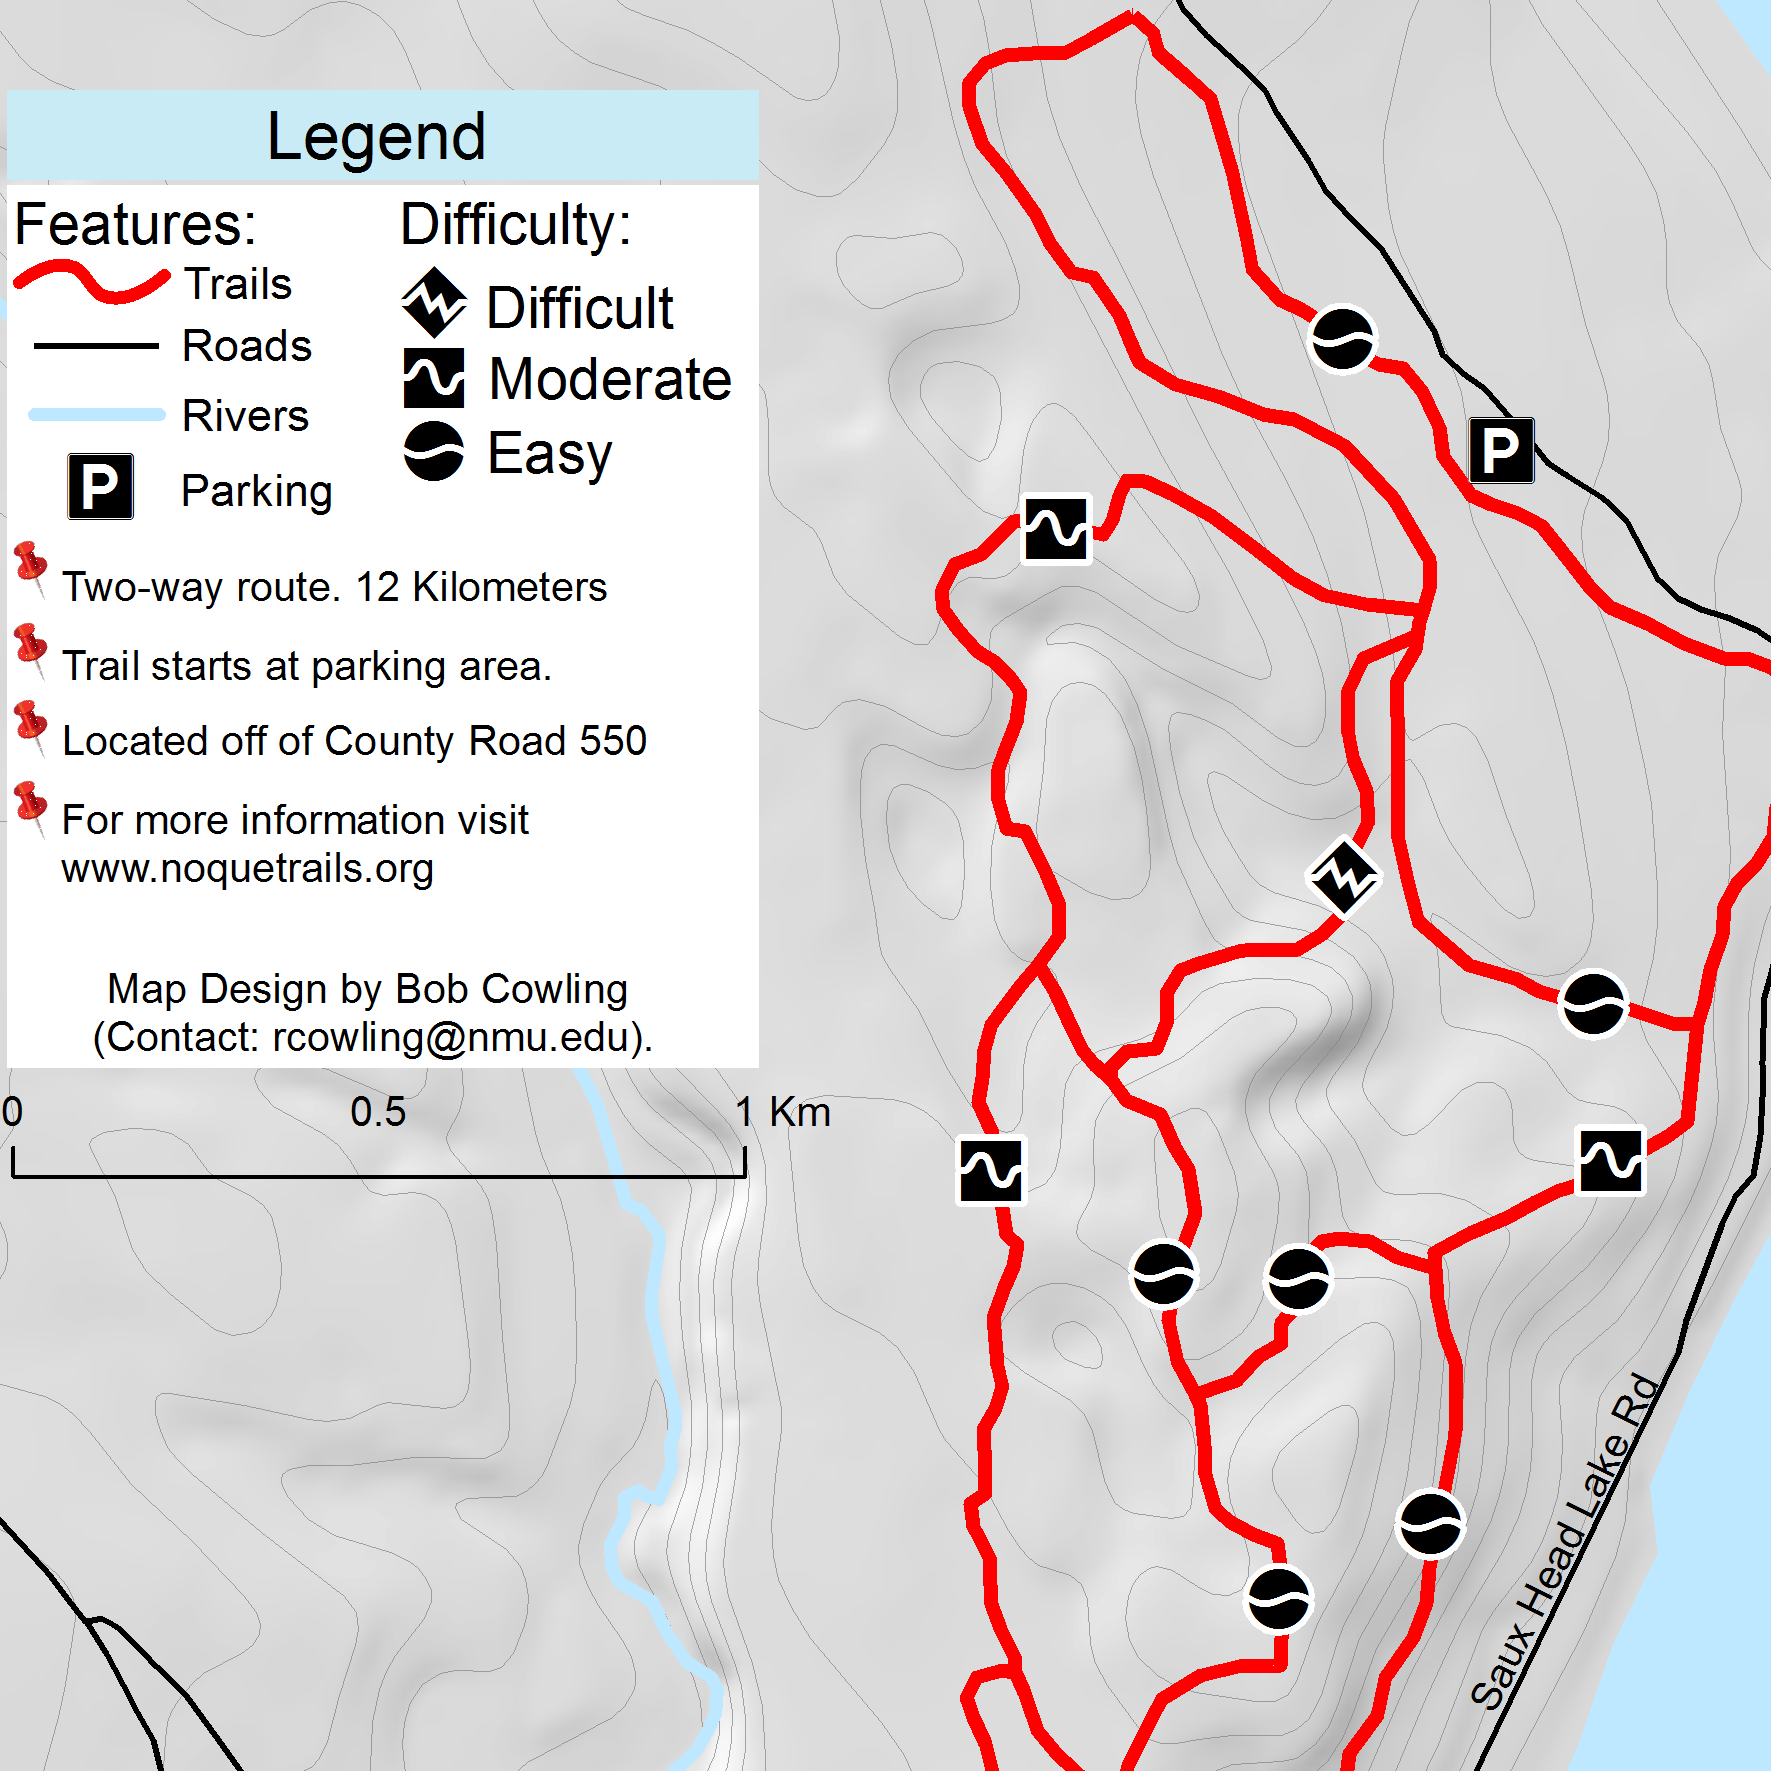 Legend
Features:
Trails
Roads
Rivers
P
Parking
Difficulty:
Difficult
Moderate
Easy
Two-way route. 12 Kilometers
Trail starts at parking area.
Located off of County Road 550
For more information visit
www.noquetrails.org
Map Design by Bob Cowling
(Contact: rcowling@nmu.edu).
0 0.5 1 Km
P
Saux Head Lake Rd